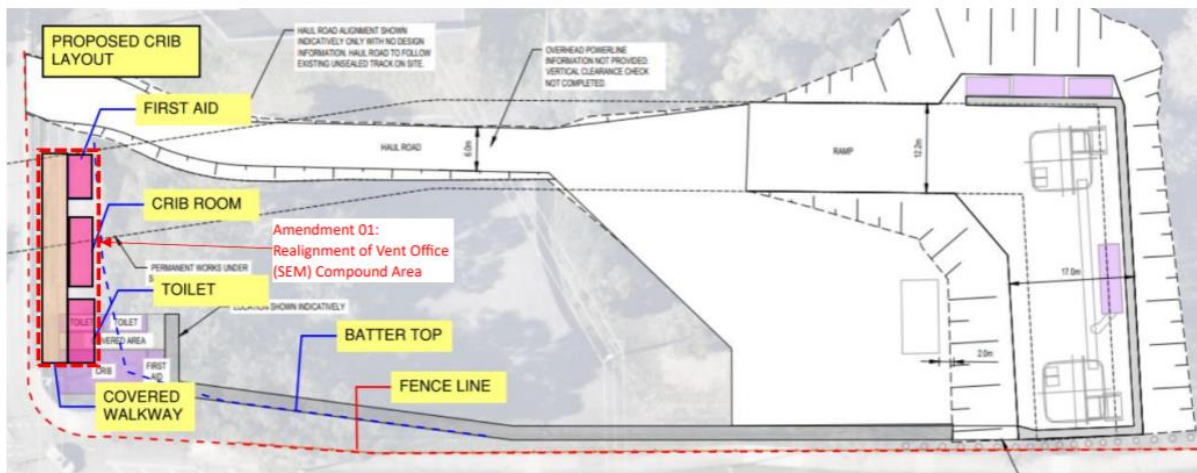 PROPOSED CRIB
LAYOUT
HAUL ROAD ALIGNMENT SHOWN
INDICATIVELY ONLY WITH NO DESIGN
INFORMATION. HAUL ROAD TO FOLLOW
EXISTING UNSEALED TRACK ON SITE.
OVERHEAD POWERLINE
INFORMATION NOT PROVIDED.
VERTICAL CLEARANCE CHECK
NOT COMPLETED.
FIRST AID
HAUL ROAD
6.0m
RAMP
12.2m
CRIB ROOM
Amendment 01:
Realignment of Vent Office
(SEM) Compound Area
PERMANENT WORKS UNDER
S
TOILET
17.0m
LOCATION SHOWN INDICATIVELY
TOILET
TOILET
COVERED AREA
BATTER TOP
2.0m
CRIB
FIRST
AID
FENCE LINE
COVERED
WALKWAY